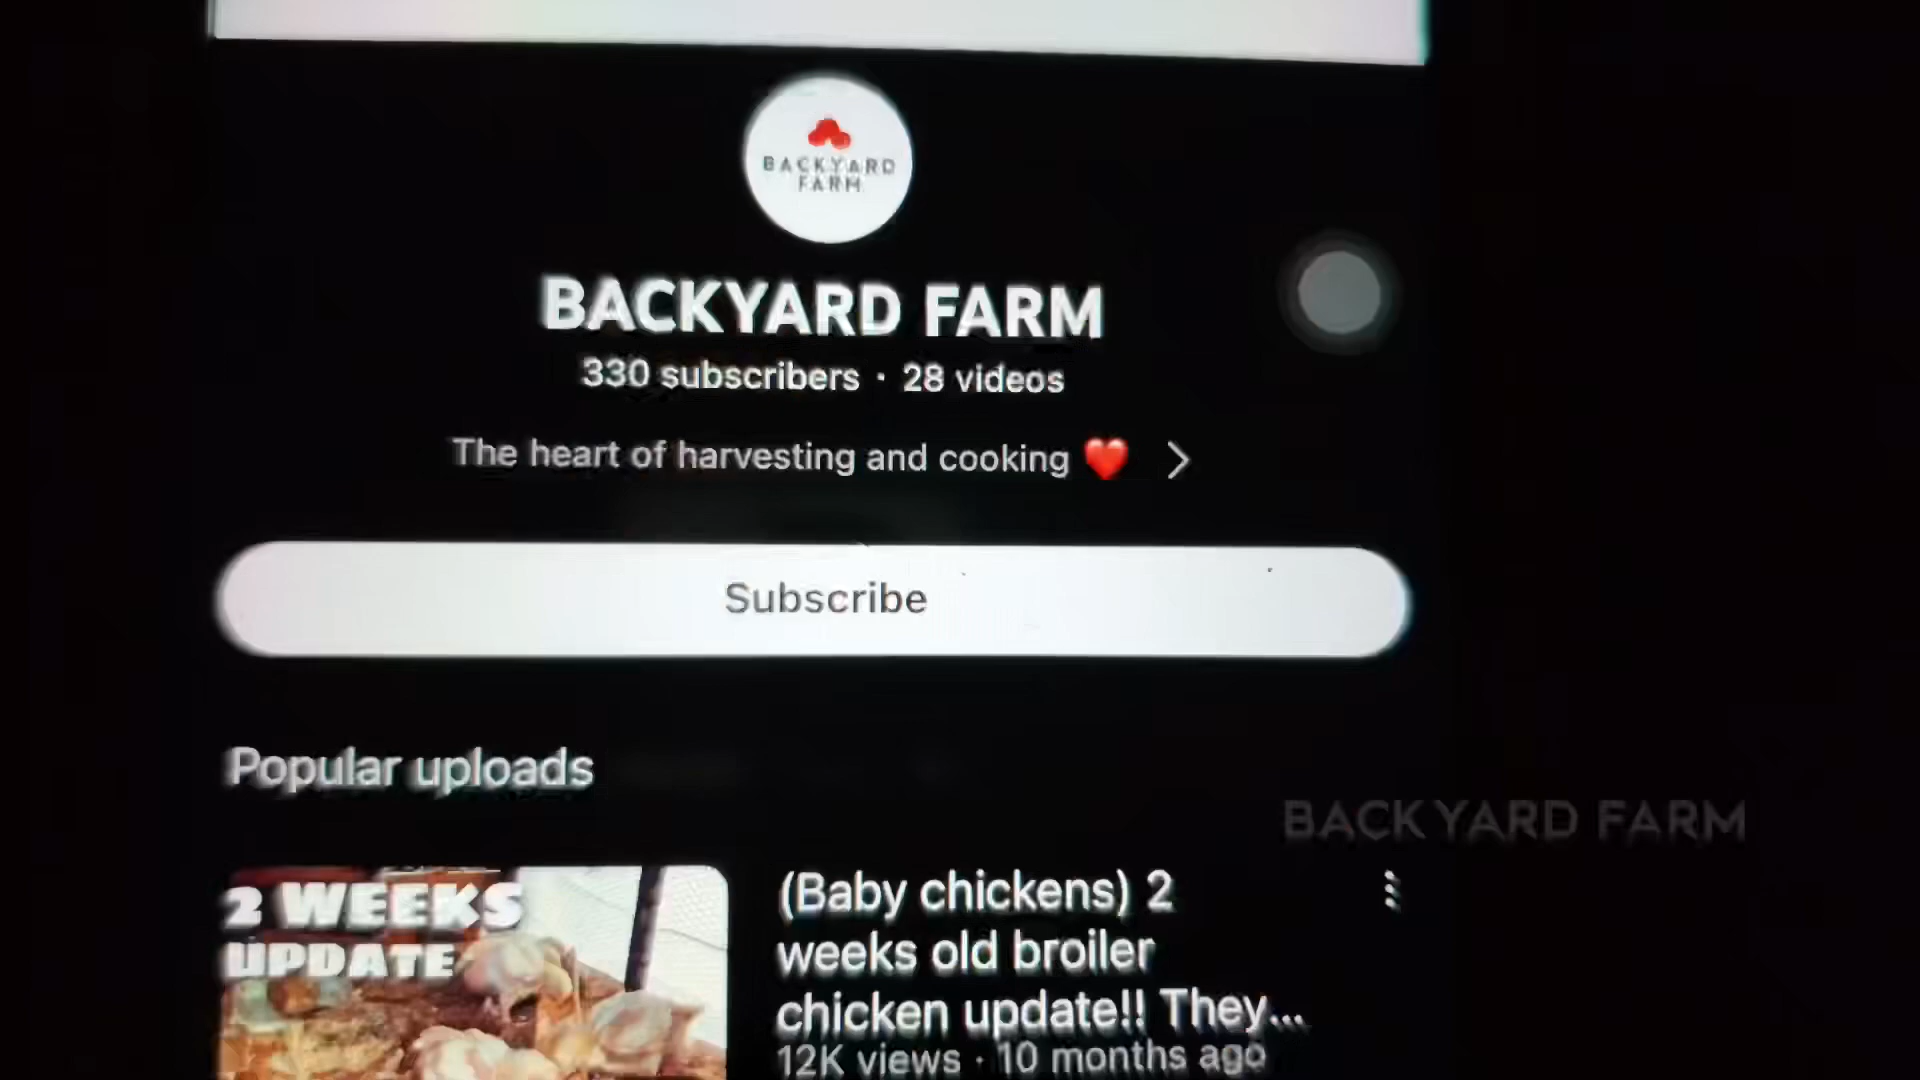 BACKYARD
FARM
BACKYARD FARM
330 subscribers · 28 videos
The heart of harvesting and cooking ❤️ >
Subscribe
Popular uploads
BACKYARD FARM
2 WEEKS
UPDATE
(Baby chickens) 2
weeks old broiler
chicken update!! They...
12K views · 10 months ago